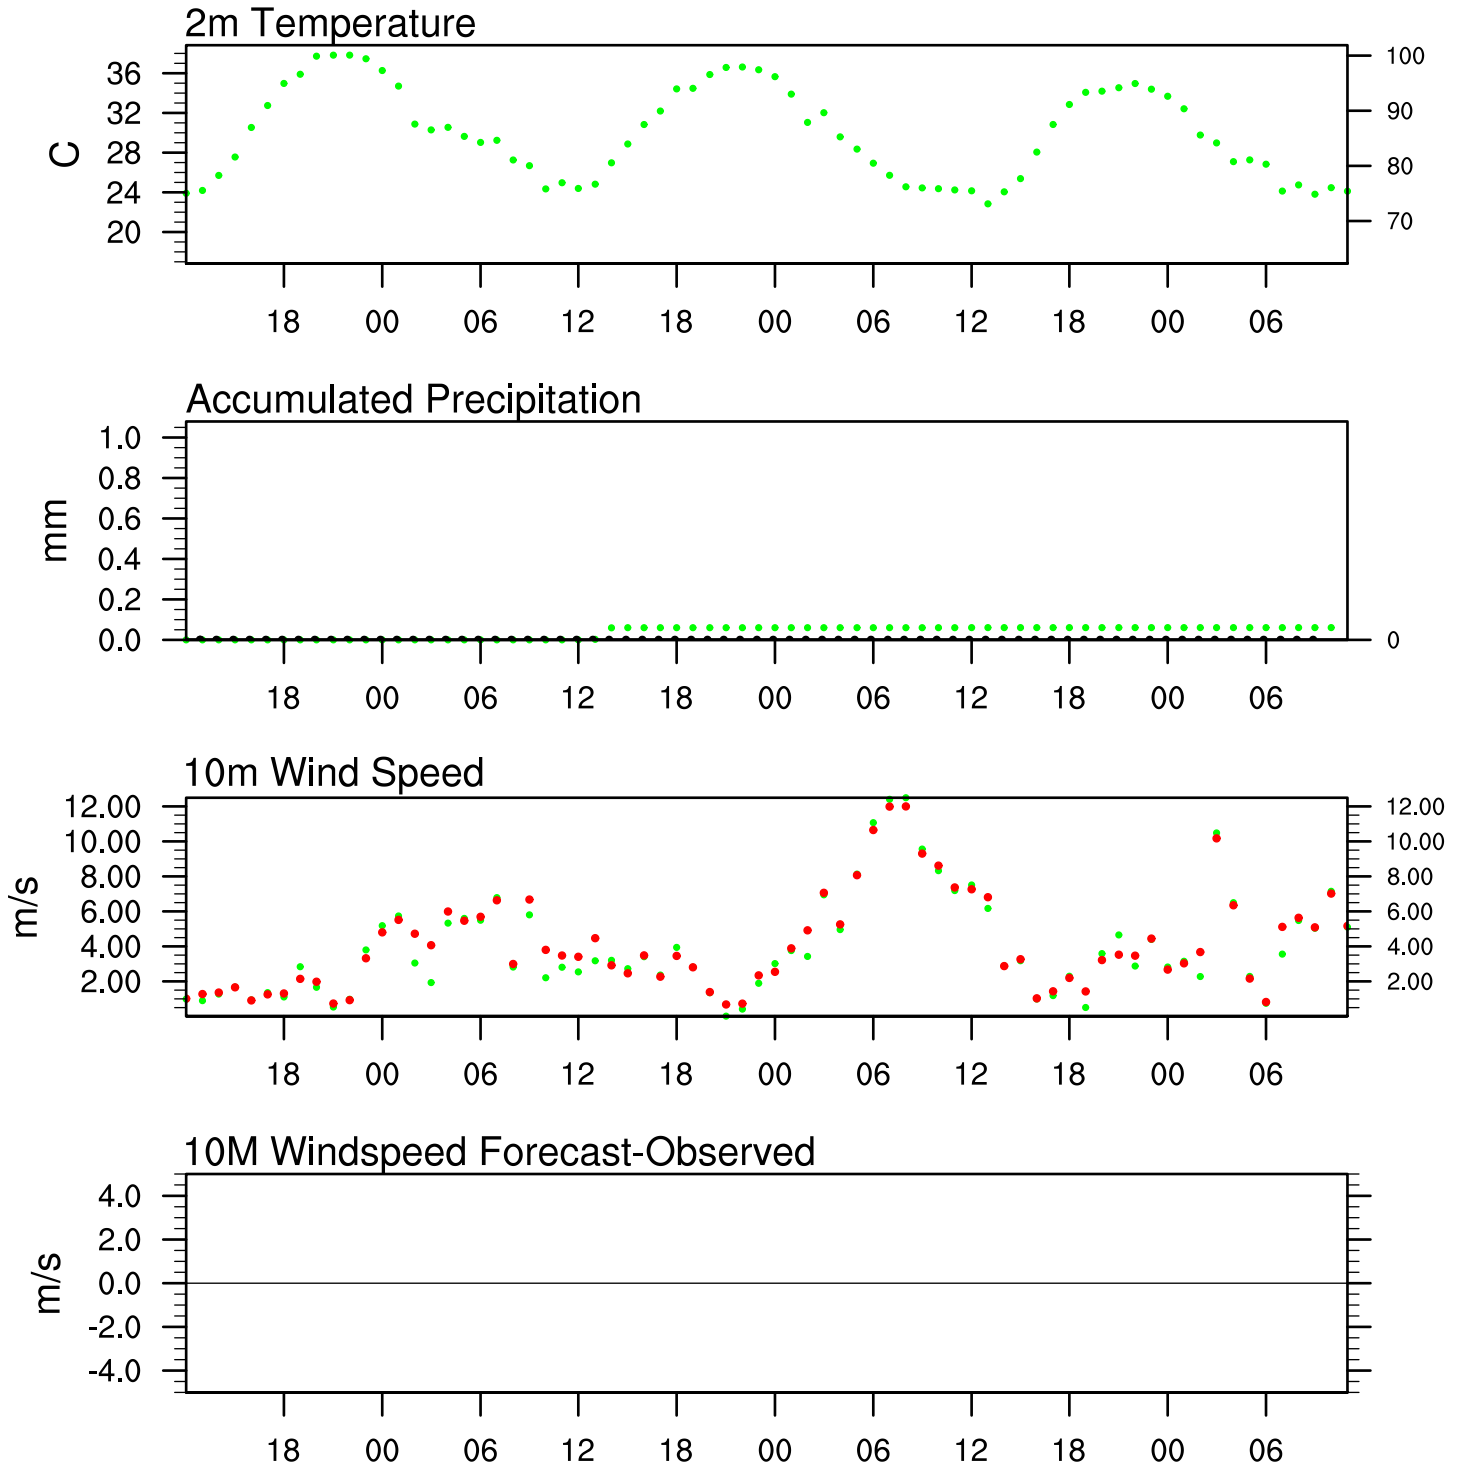 2m Temperature
36 100
32 90
28 80
24
20 70
C
18 00 06 12 18 00 06 12 18 00 06
Accumulated Precipitation
1.0
0.8
0.6
0.4
0.2
0.0 0
mm
18 00 06 12 18 00 06 12 18 00 06
10m Wind Speed
12.00 12.00
10.00 10.00
8.00 8.00
6.00 6.00
4.00 4.00
2.00 2.00
m/s
18 00 06 12 18 00 06 12 18 00 06
10M Windspeed Forecast-Observed
4.0
2.0
0.0
-2.0
-4.0
m/s
18 00 06 12 18 00 06 12 18 00 06